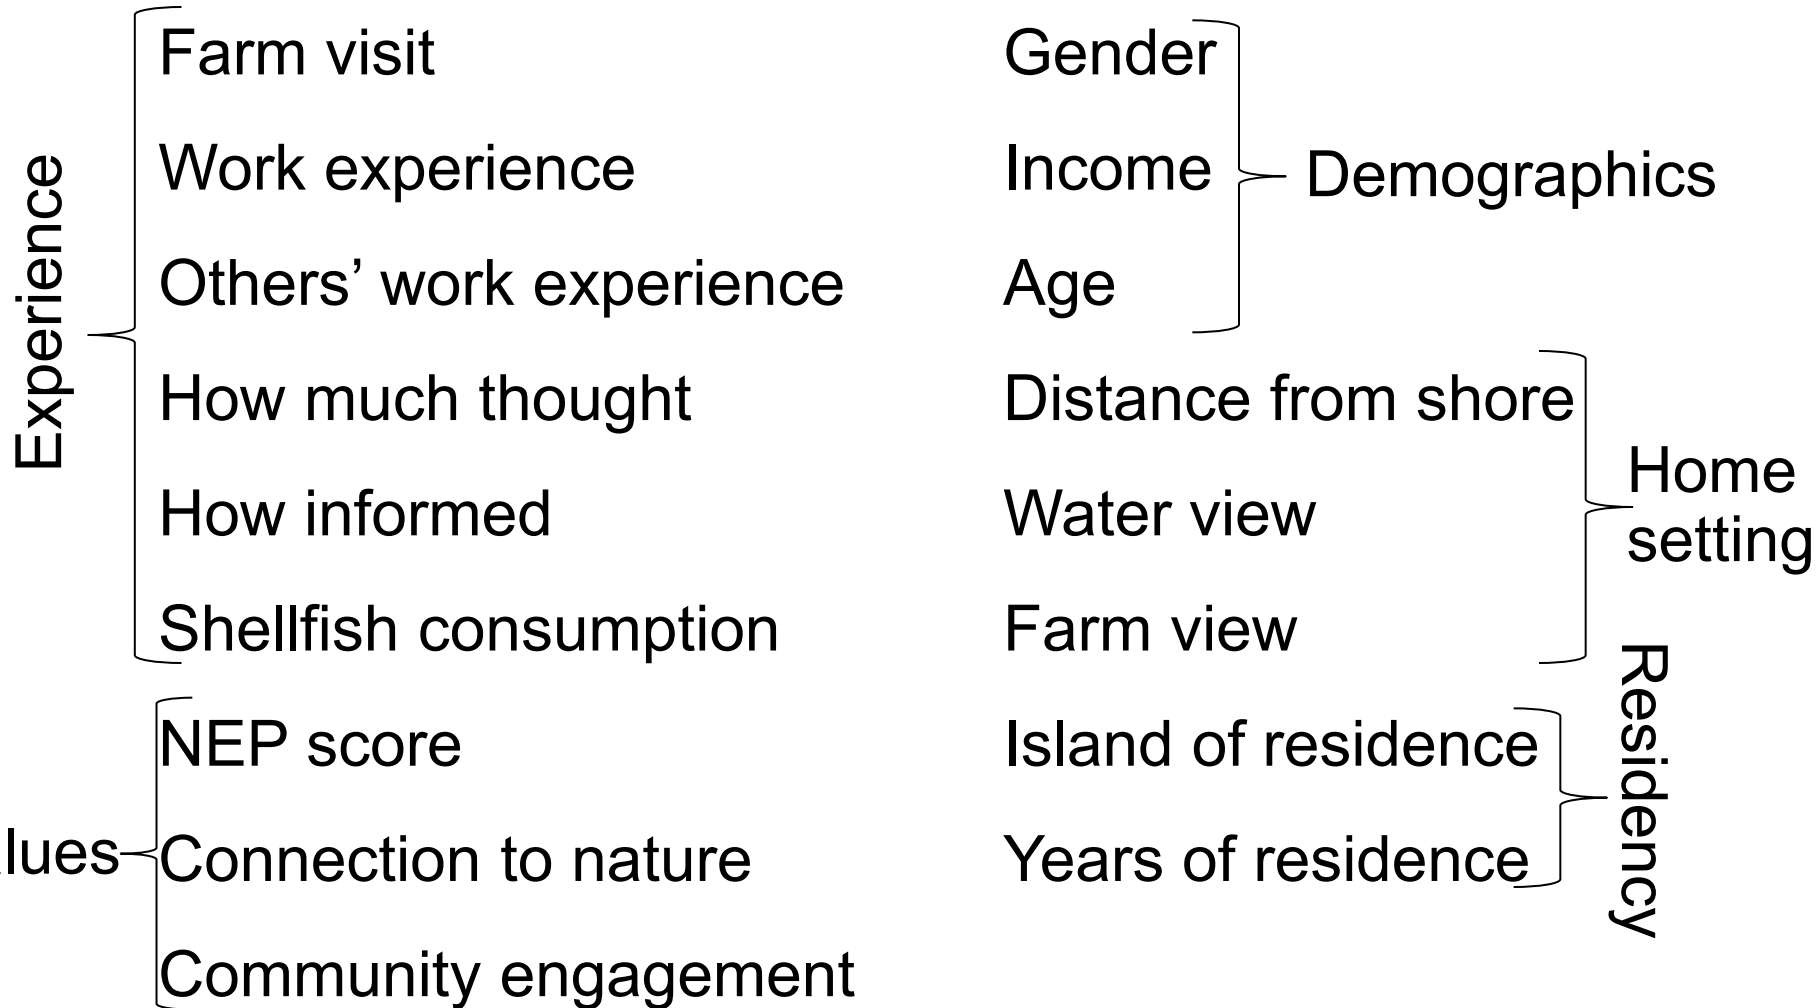 Experience
Farm visit
Work experience
Others’ work experience
How much thought
How informed
Shellfish consumption
lues
NEP score
Connection to nature
Community engagement
Gender
Income
Age
Demographics
Distance from shore
Water view
Farm view
Home
setting
Island of residence
Years of residence
Residency